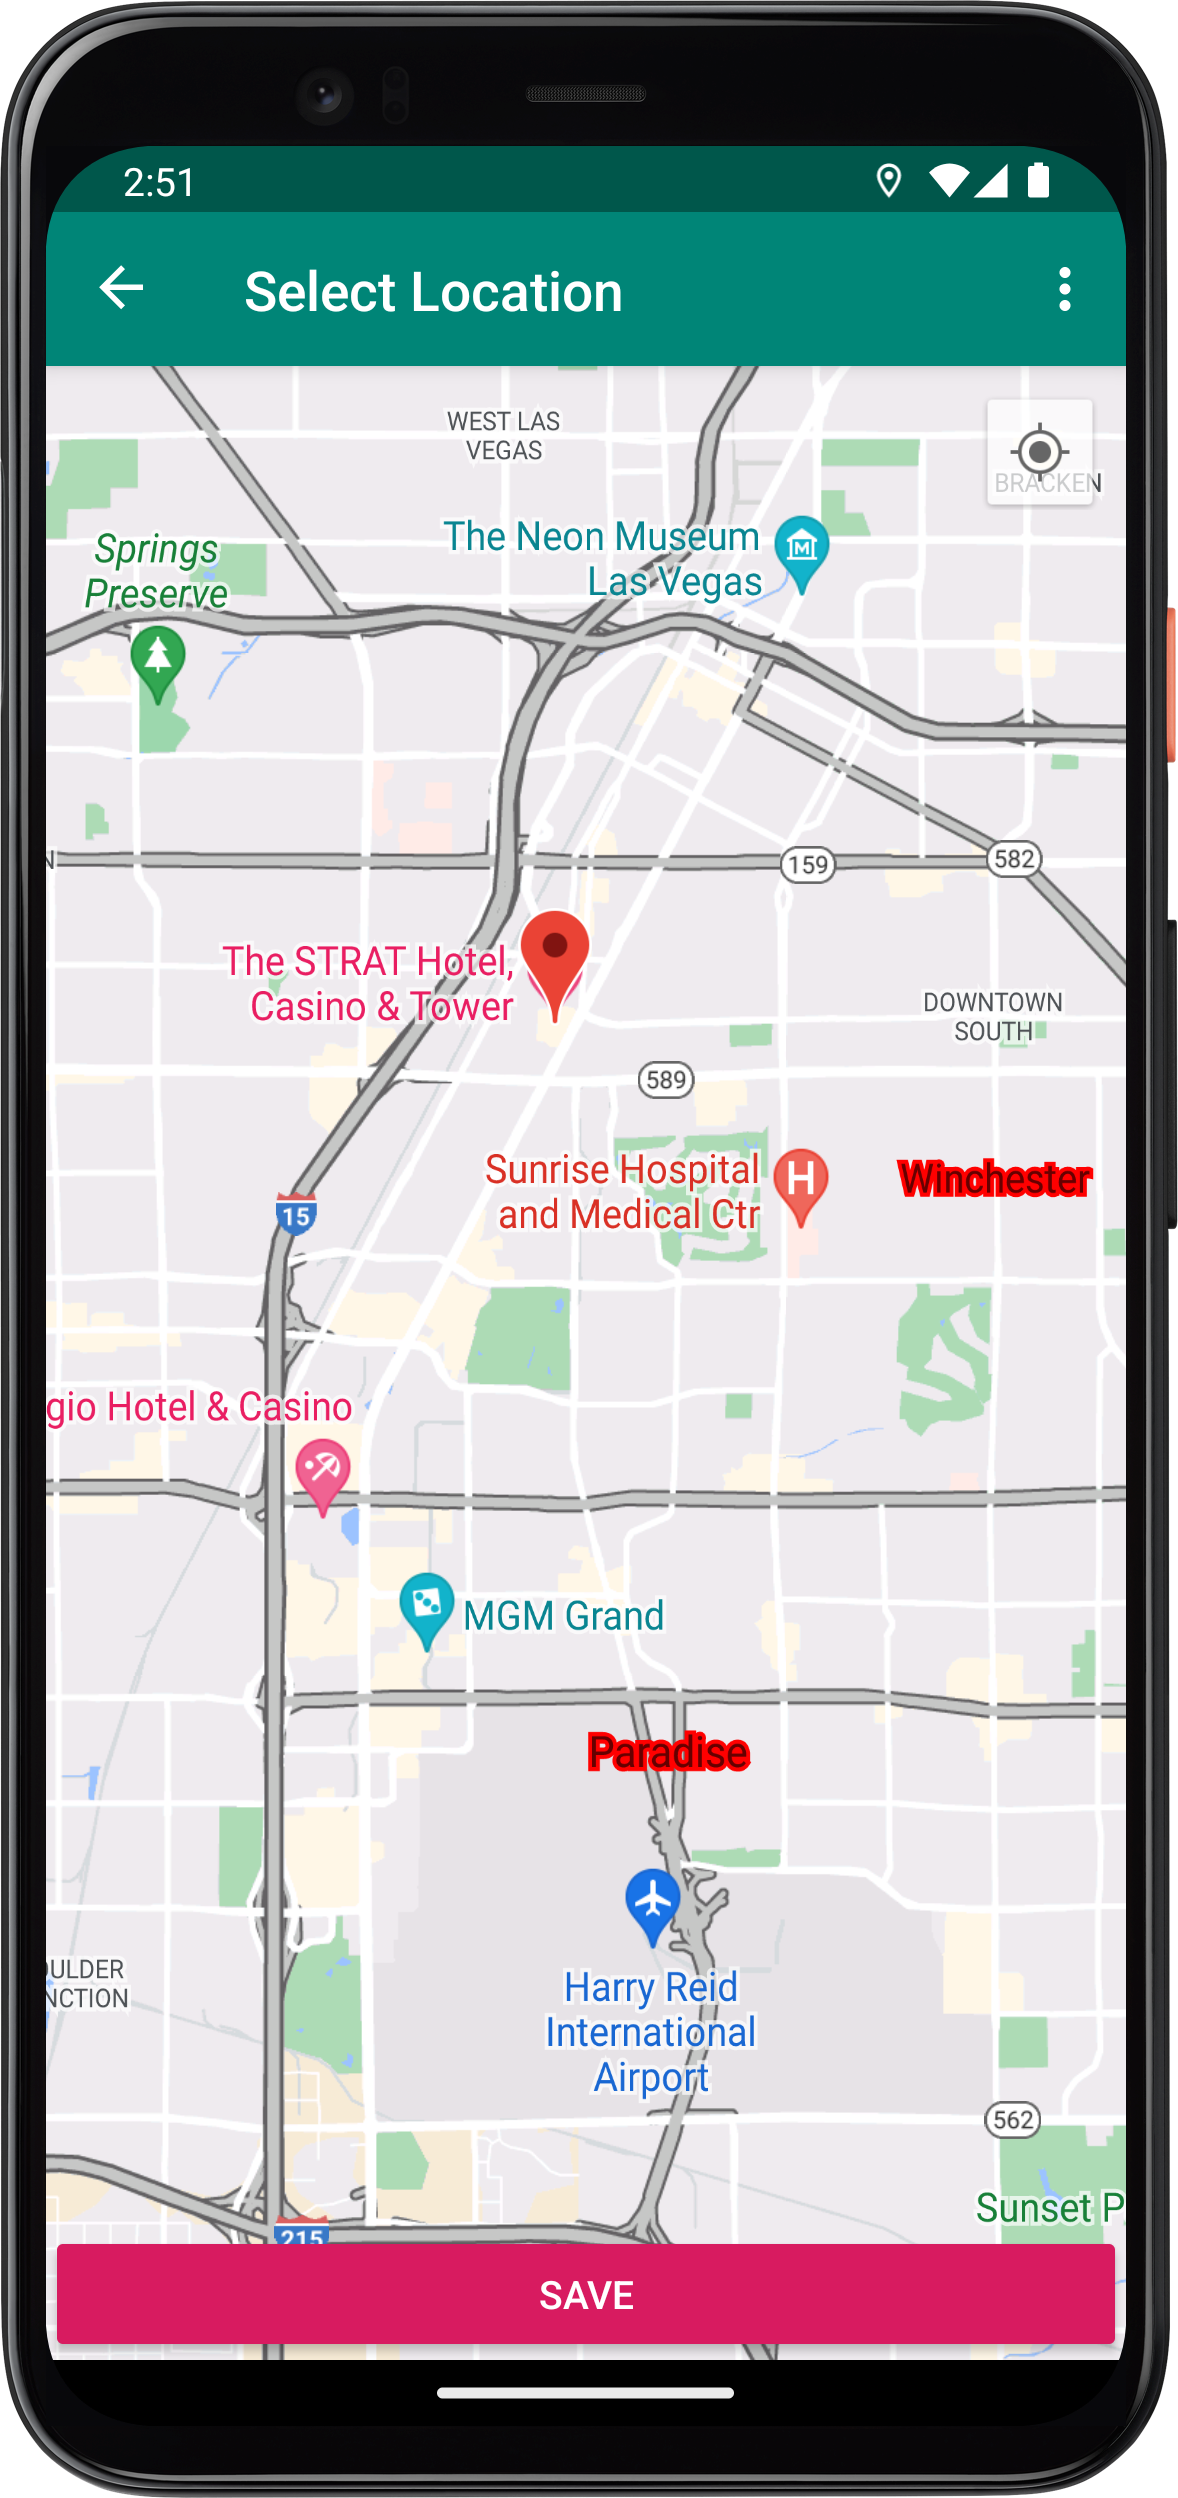 2:51
Select Location
WEST LAS
VEGAS
BRACKEN
The Neon Museum
Las Vegas
Springs
Preserve
159
582
The STRAT Hotel,
Casino & Tower
DOWNTOWN
SOUTH
589
Sunrise Hospital
and Medical Ctr
H
Winchester
15
gio Hotel & Casino
MGM Grand
Paradise
Harry Reid
International
Airport
OULDER
NCTION
562
Sunset P
215
SAVE